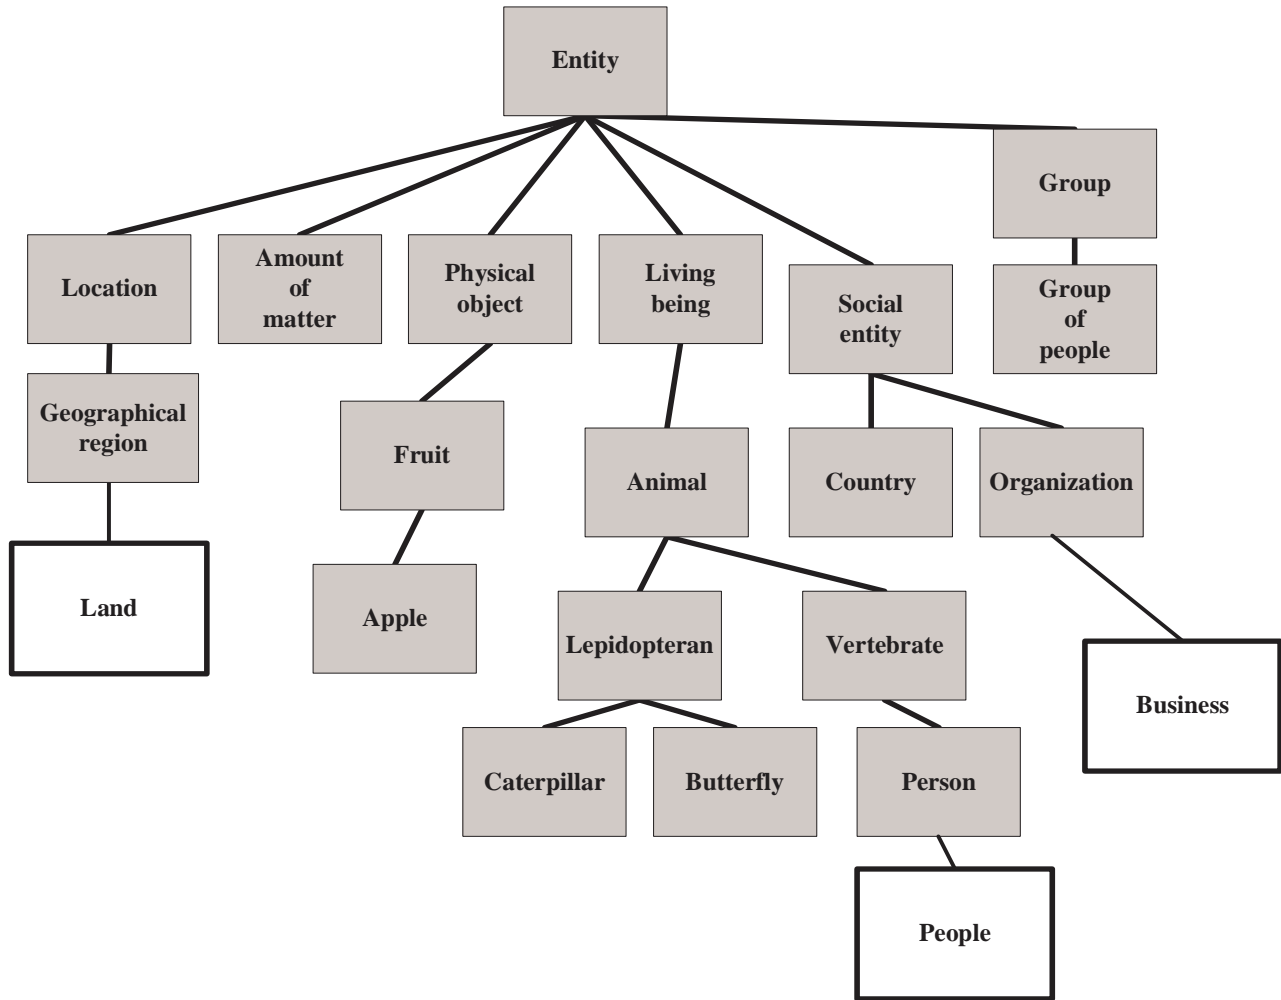 Entity
Group
Location
Amount
of
matter
Physical
object
Living
being
Social
entity
Group
of
people
Geographical
region
Fruit
Animal
Country
Organization
Land
Apple
Lepidopteran
Vertebrate
Business
Caterpillar
Butterfly
Person
People